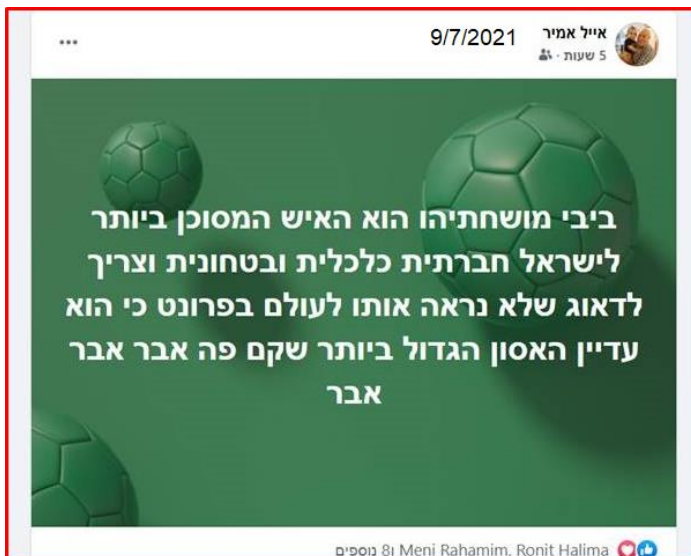 אייל אמיר 9/7/2021
5 שעות ·
ביבי מושחתיהו הוא האיש המסוכן ביותר
לישראל חברתית כלכלית ובטחונית וצריך
לדאוג שלא נראה אותו לעולם בפרונט כי הוא
עדיין האסון הגדול ביותר שקם פה אבר אבר
אבר
Meni Rahamim, Ronit Halima ו8 נוספים